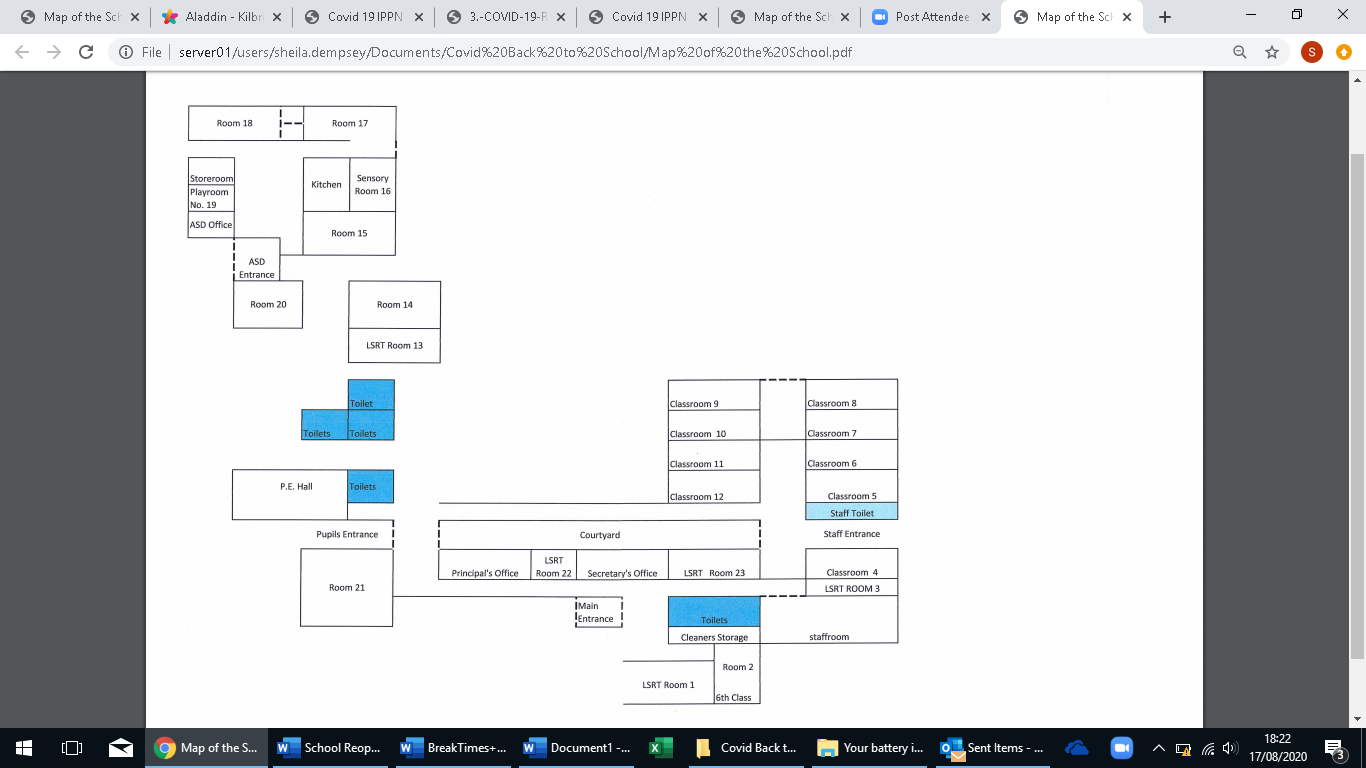 Map of the Sch
Aladdin - Kilbri
Covid 19 IPPN
3.-COVID-19-R
Covid 19 IPPN
Map of the Sch
Post Attendee
Map of the Sch
File
server01/users/sheila.dempsey/Documents/Covid%20Back%20to%20School/Map%20of%20the%20School.pdf
S
Room 18
Room 17
Storeroom
Playroom
No. 19
ASD Office
Kitchen
Sensory
Room 16
Room 15
ASD
Entrance
Room 20
Room 14
LSRT Room 13
Toilet
Toilets
Toilets
P.E. Hall
Toilets
Pupils Entrance
Room 21
Classroom 9
Classroom 10
Classroom 11
Classroom 12
Classroom 8
Classroom 7
Classroom 6
Classroom 5
Staff Toilet
Staff Entrance
Courtyard
Principal's Office
LSRT
Room 22
Secretary's Office
LSRT Room 23
Classroom 4
LSRT ROOM 3
staffroom
Main
Entrance
Toilets
Cleaners Storage
Room 2
6th Class
LSRT Room 1
Map of the S...
School Reop...
BreakTimes+...
Document1 -...
Covid Back t...
Your battery i...
Sent Items - ...
18:22
17/08/2020
3